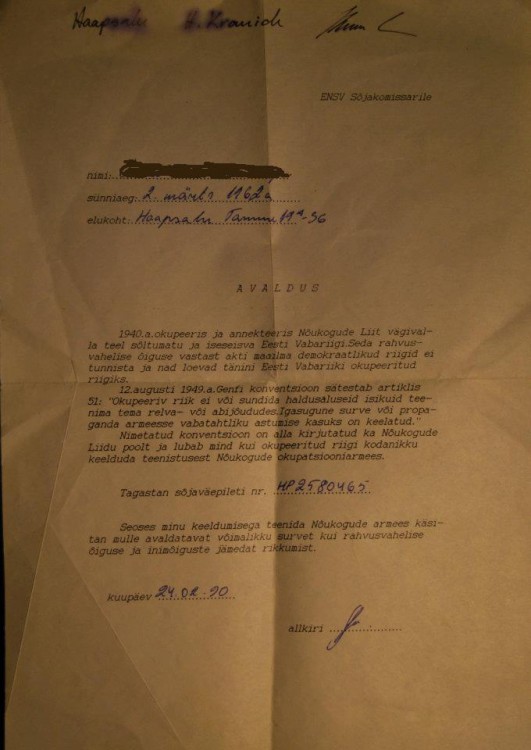 Haapsalu H. Kranich
ENSV Sõjakomissarile
nimi:
sünniaeg: 2 märts 1962a
elukoht: Haapsalu Tamme 19a-56
AVALDUS
1940.a.okupeeris ja annekteeris Nõukogude Liit vägival-
la teel sõltumatu ja iseseisva Eesti Vabariigi.Seda rahvus-
vahelise õiguse vastast akti maailma demokraatlikud riigid ei
tunnista ja nad loevad tänini Eesti Vabariiki okupeeritud
riigiks.
12.augusti 1949.a.Genfi konventsioon sätestab artiklis
51: "Okupeeriv riik ei või sundida haldusaluseid isikuid tee-
nima tema relva- või abijõududes.Igasugune surve või propa-
ganda armeesse vabatahtliku astumise kasuks on keelatud."
Nimetatud konventsioon on alla kirjutatud ka Nõukogude
Liidu poolt ja lubab mind kui okupeeritud riigi kodanikku
keelduda teenistusest Nõukogude okupatsiooniarmees.
Tagastan sõjaväepileti nr. HP2580465
Seoses minu keeldumisega teenida Nõukogude armees käsi-
tan mulle avaldatavat võimalikku survet kui rahvusvahelise
õiguse ja inimõiguste jämedat rikkumist.
kuupäev 24.02.90
allkiri